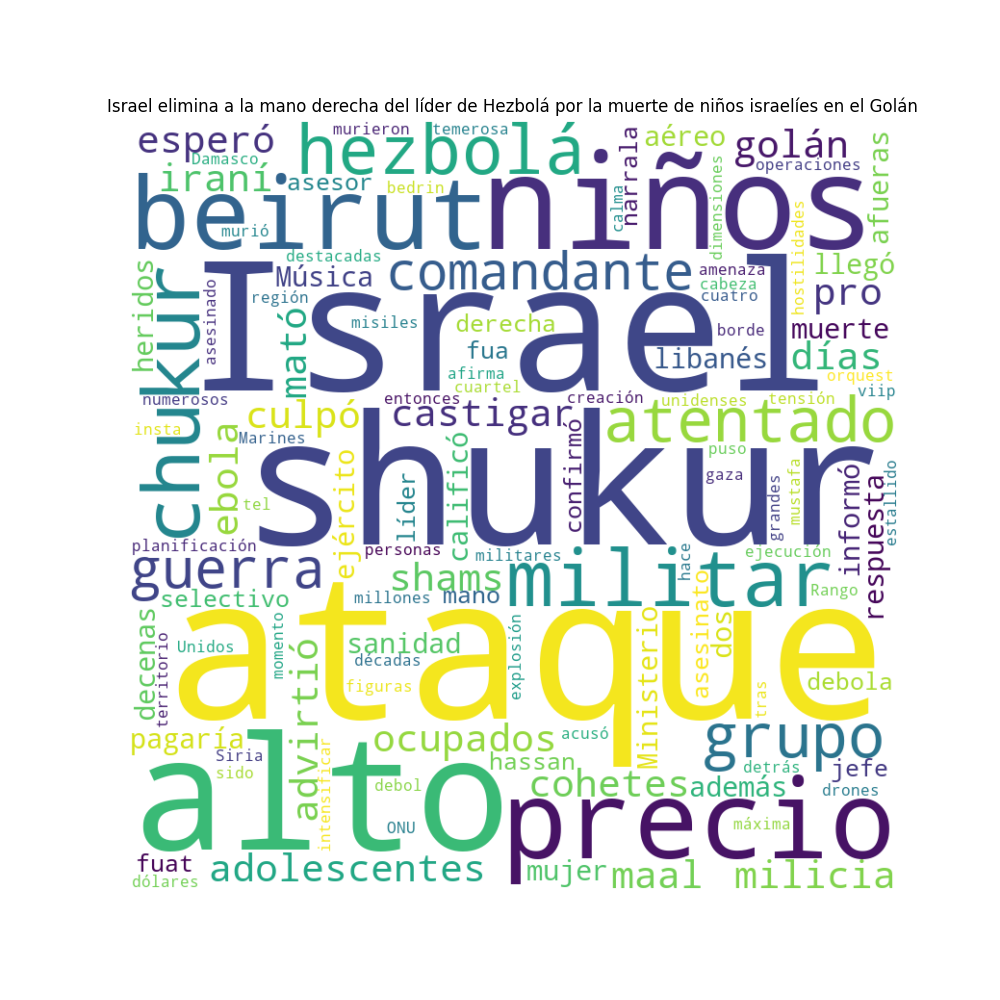 Israel elimina a la mano derecha del líder de Hezbolá por la muerte de niños israelíes en el Golán
esperó
murieron
temerosa
hezbolá
narrala
aéreo
golán
operaciones
afueras
Damasco
iraní
asesor
bedrin
calma
dimensiones
beirut
niños
murió
destacadas
hostilidades
heridos
chukur
asesinado
región
Música
comandante
amenaza
cabeza
cuatro
llegó
pro
Israel
mató
misiles
derecha
borde
muerte
fua
libanés
días
afirma
cuartel
orquest
viip
numerosos
entonces
creación
unidenses
tensión
insta
culpó
castigar
atentado
Marines
ebola
shukur
confirmó
puso
gaza
tel
ejército
líder
calificó
grandes
mustafa
informó
respuesta
estallido
planificación
personas
militares
hace
ejecución
guerra
shams
militar
Rango
selectivo
millones
mano
decenas
territorio
Unidos
momento
advirtió
sanidad
décadas
figuras
explosión
Ministerio
asesinato
dos
tras
debola
ataque
pagaría
Siria
sido
intensificar
ocupados
acusó
hassan
grupo
detrás
jefe
debol
cohetes
además
drones
alto
ONU
precio
máxima
fuat
dólares
adolescentes
mujer
maal
milicia